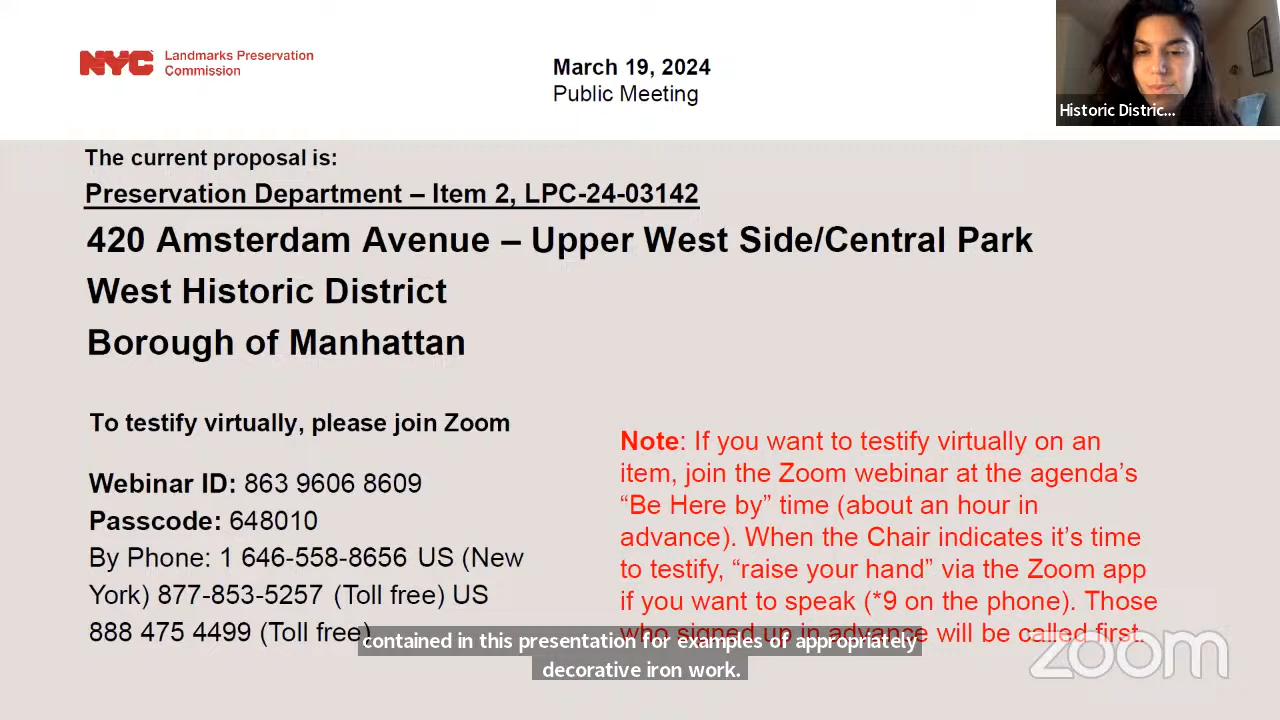 NYC Landmarks Preservation
Commission
March 19, 2024
Public Meeting
Historic Distric...
The current proposal is:
Preservation Department – Item 2, LPC-24-03142
420 Amsterdam Avenue – Upper West Side/Central Park
West Historic District
Borough of Manhattan
To testify virtually, please join Zoom
Webinar ID: 863 9606 8609
Passcode: 648010
By Phone: 1 646-558-8656 US (New
York) 877-853-5257 (Toll free) US
888 475 4499 (Toll free)
Note: If you want to testify virtually on an
item, join the Zoom webinar at the agenda’s
“Be Here by” time (about an hour in
advance). When the Chair indicates it’s time
to testify, “raise your hand” via the Zoom app
if you want to speak (*9 on the phone). Those
who signed up in advance will be called first.
contained in this presentation for examples of appropriately
decorative iron work.
zoom